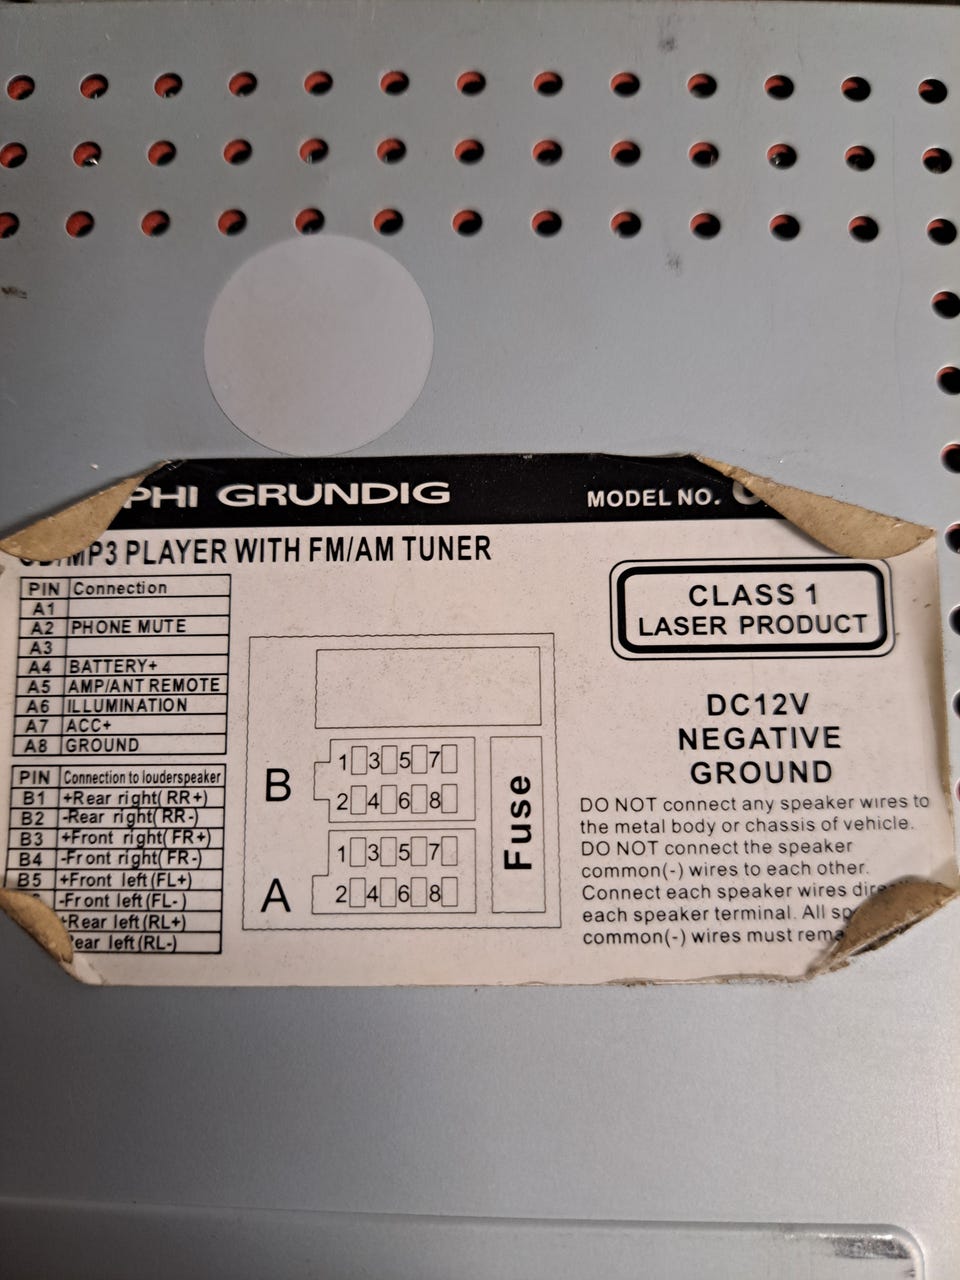 PHI GRUNDIG
MODEL NO.
MP3 PLAYER WITH FM/AM TUNER
PIN Connection
A1
A2 PHONE MUTE
A3
A4 BATTERY+
A5 AMP/ANT REMOTE
A6 ILLUMINATION
A7 ACC+
A8 GROUND
PIN Connection to louderspeaker
B1 +Rear right(RR+)
B2 -Rear right(RR-)
B3 +Front right(FR+)
B4 -Front right(FR-)
B5 +Front left(FL+)
-Front left(FL-)
+Rear left(RL+)
Rear left(RL-)
B
1 3 5 7
2 4 6 8
A
1 3 5 7
2 4 6 8
Fuse
CLASS 1
LASER PRODUCT
DC12V
NEGATIVE
GROUND
DO NOT connect any speaker wires to
the metal body or chassis of vehicle.
DO NOT connect the speaker
common(-) wires to each other.
Connect each speaker wires
each speaker terminal. All
common(-) wires must